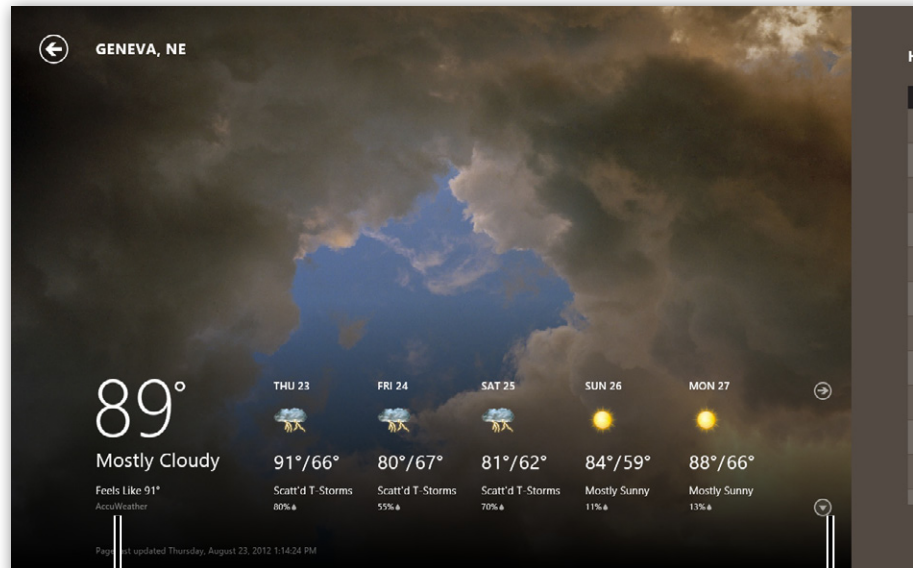 GENEVA, NE
H
89°
Mostly Cloudy
Feels Like 91°
AccuWeather
THU 23
91°/66°
Scatt'd T-Storms
80%
FRI 24
80°/67°
Scatt'd T-Storms
55%
SAT 25
81°/62°
Scatt'd T-Storms
70%
SUN 26
84°/59°
Mostly Sunny
11%
MON 27
88°/66°
Mostly Sunny
13%
Page last updated Thursday, August 23, 2012 1:14:24 PM